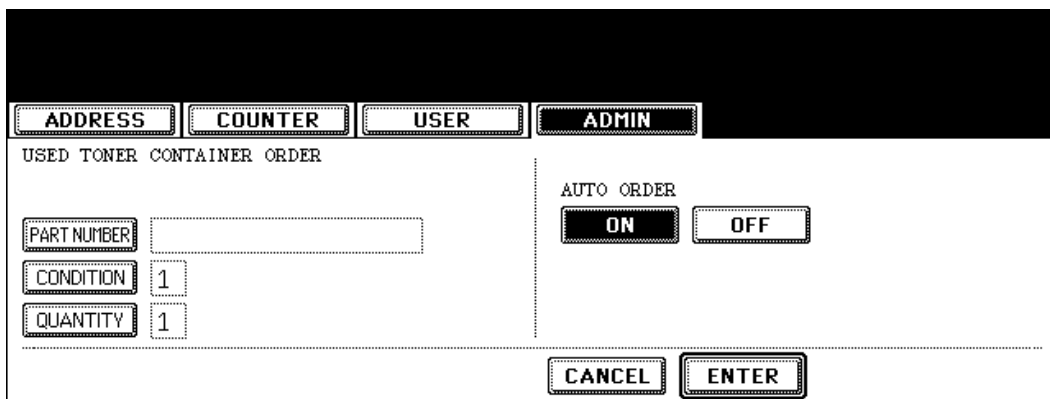 ADDRESS COUNTER USER ADMIN
USED TONER CONTAINER ORDER
AUTO ORDER
ON OFF
PART NUMBER
CONDITION 1
QUANTITY 1
CANCEL ENTER